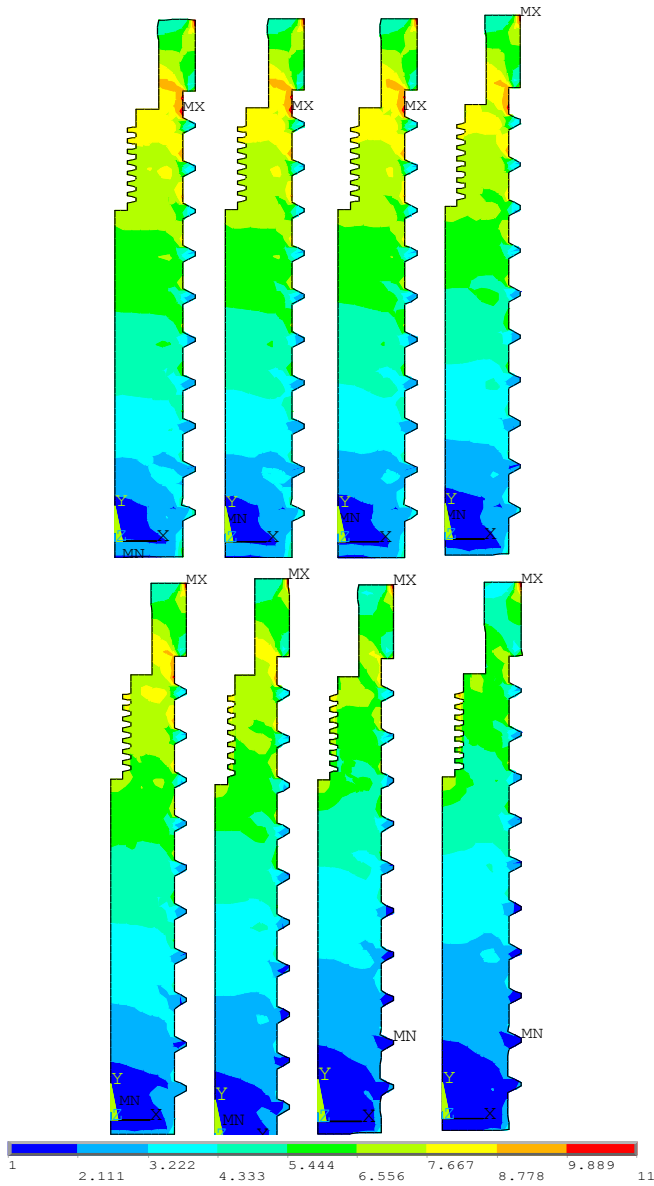 MX
MX MX MX
Y Y Y Y
MN MN MN
Z X Z X Z X Z X
MN
MX MX MX MX
MN MN
Y Y Y Y
MN
Z X Z X Z X
MN
1 3.222 5.444 7.667 9.889
2.111 4.333 6.556 8.778 11